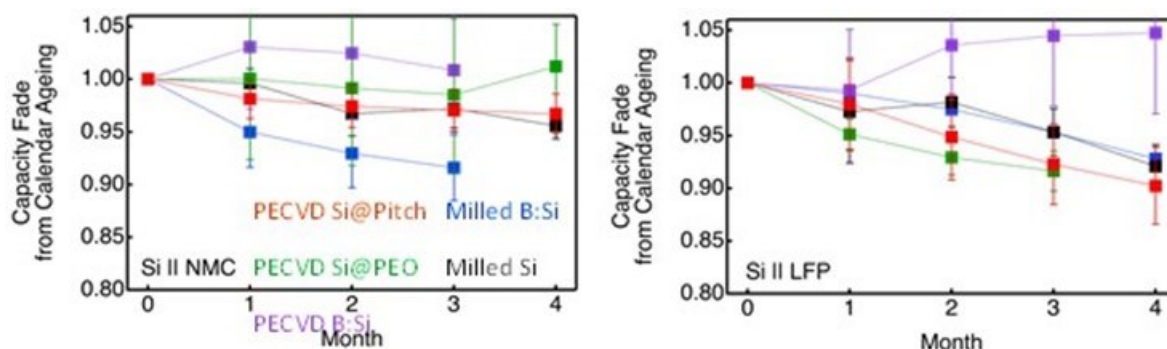 Capacity Fade
from Calendar Ageing
1.05
1.00
0.95
0.90
0.85
0.80
PECVD Si@Pitch Milled B:Si
Si II NMC PECVD Si@PEO Milled Si
0 1 2 3 4
PECVD B:Si
Month
Capacity Fade
from Calendar Ageing
1.05
1.00
0.95
0.90
0.85
0.80
Si II LFP
0 1 2 3 4
Month